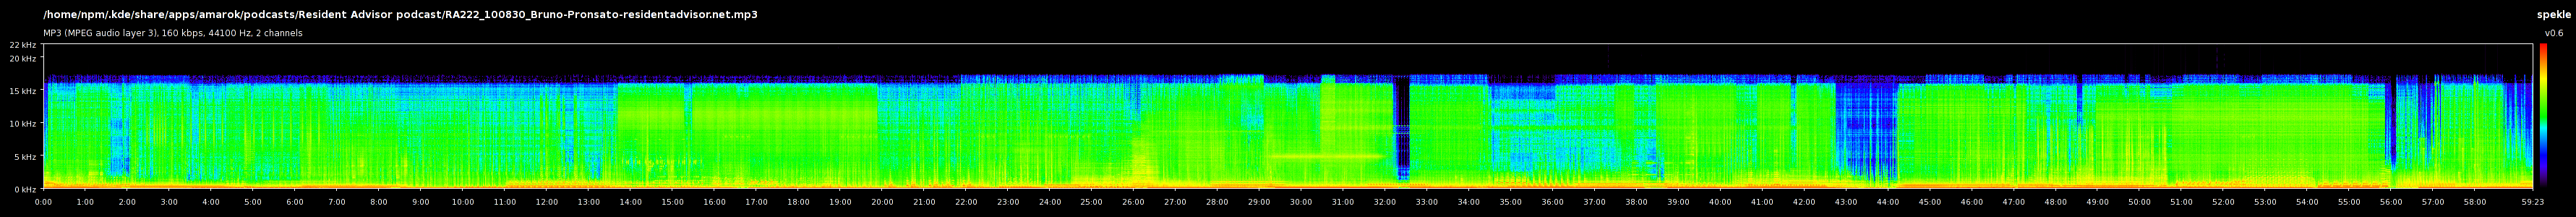 /home/npm/.kde/share/apps/amarok/podcasts/Resident Advisor podcast/RA222_100830_Bruno-Pronsato-residentadvisor.net.mp3
spekle
MP3 (MPEG audio layer 3), 160 kbps, 44100 Hz, 2 channels
v0.6
22 kHz
20 kHz
15 kHz
10 kHz
5 kHz
0 kHz
0:00 1:00 2:00 3:00 4:00 5:00 6:00 7:00 8:00 9:00 10:00 11:00 12:00 13:00 14:00 15:00 16:00 17:00 18:00 19:00 20:00 21:00 22:00 23:00 24:00 25:00 26:00 27:00 28:00 29:00 30:00 31:00 32:00 33:00 34:00 35:00 36:00 37:00 38:00 39:00 40:00 41:00 42:00 43:00 44:00 45:00 46:00 47:00 48:00 49:00 50:00 51:00 52:00 53:00 54:00 55:00 56:00 57:00 58:00 59:23